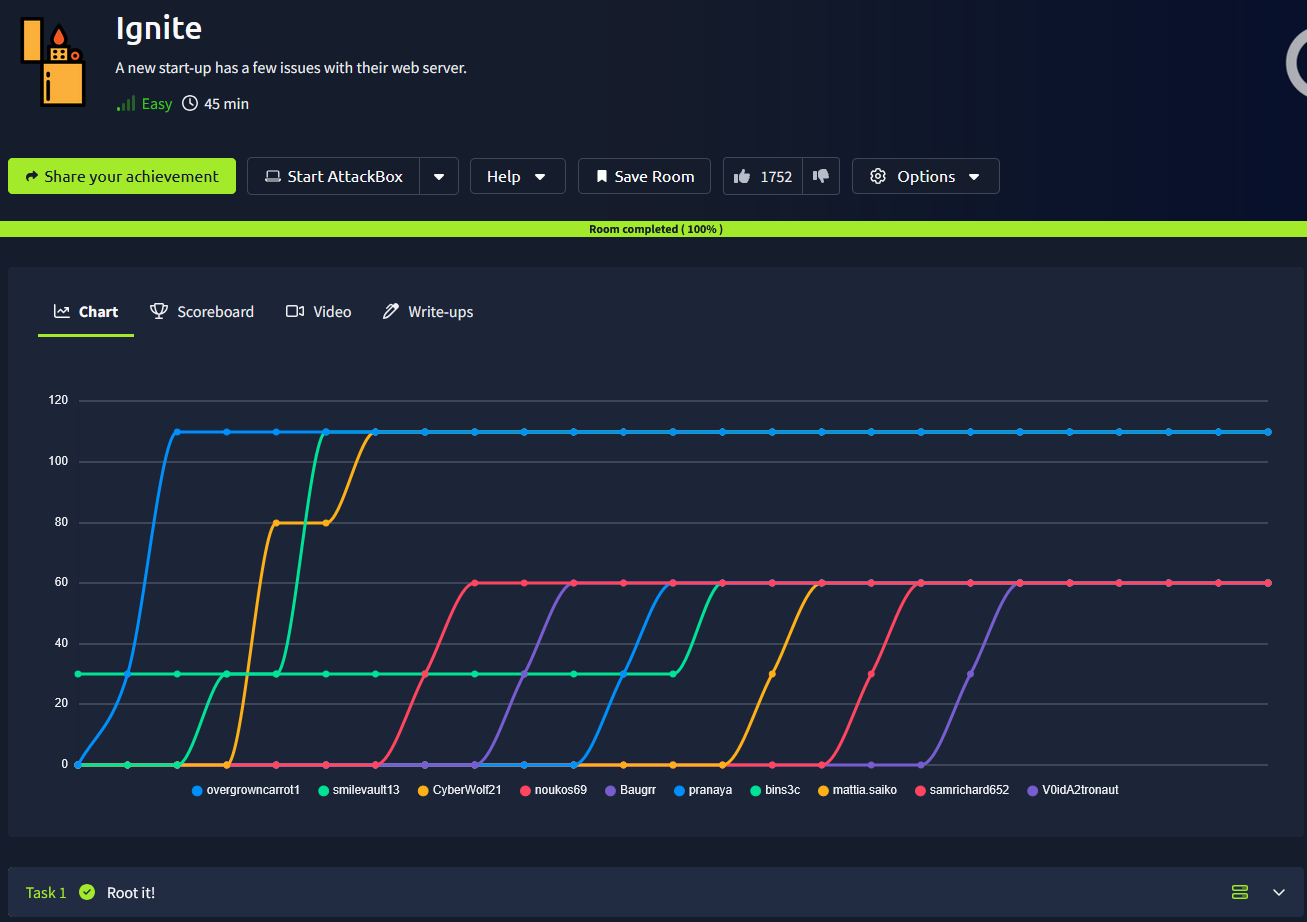 Ignite
A new start-up has a few issues with their web server.
Easy 45 min
Share your achievement Start AttackBox Help Save Room 1752 Options
Room completed ( 100% )
Chart Scoreboard Video Write-ups
120
100
80
60
40
20
0
overgrowncarrot1 smilevault13 CyberWolf21 noukos69 Baugrr pranaya bins3c mattia.saiko samrichard652 V0idA2tronaut
Task 1 Root it!